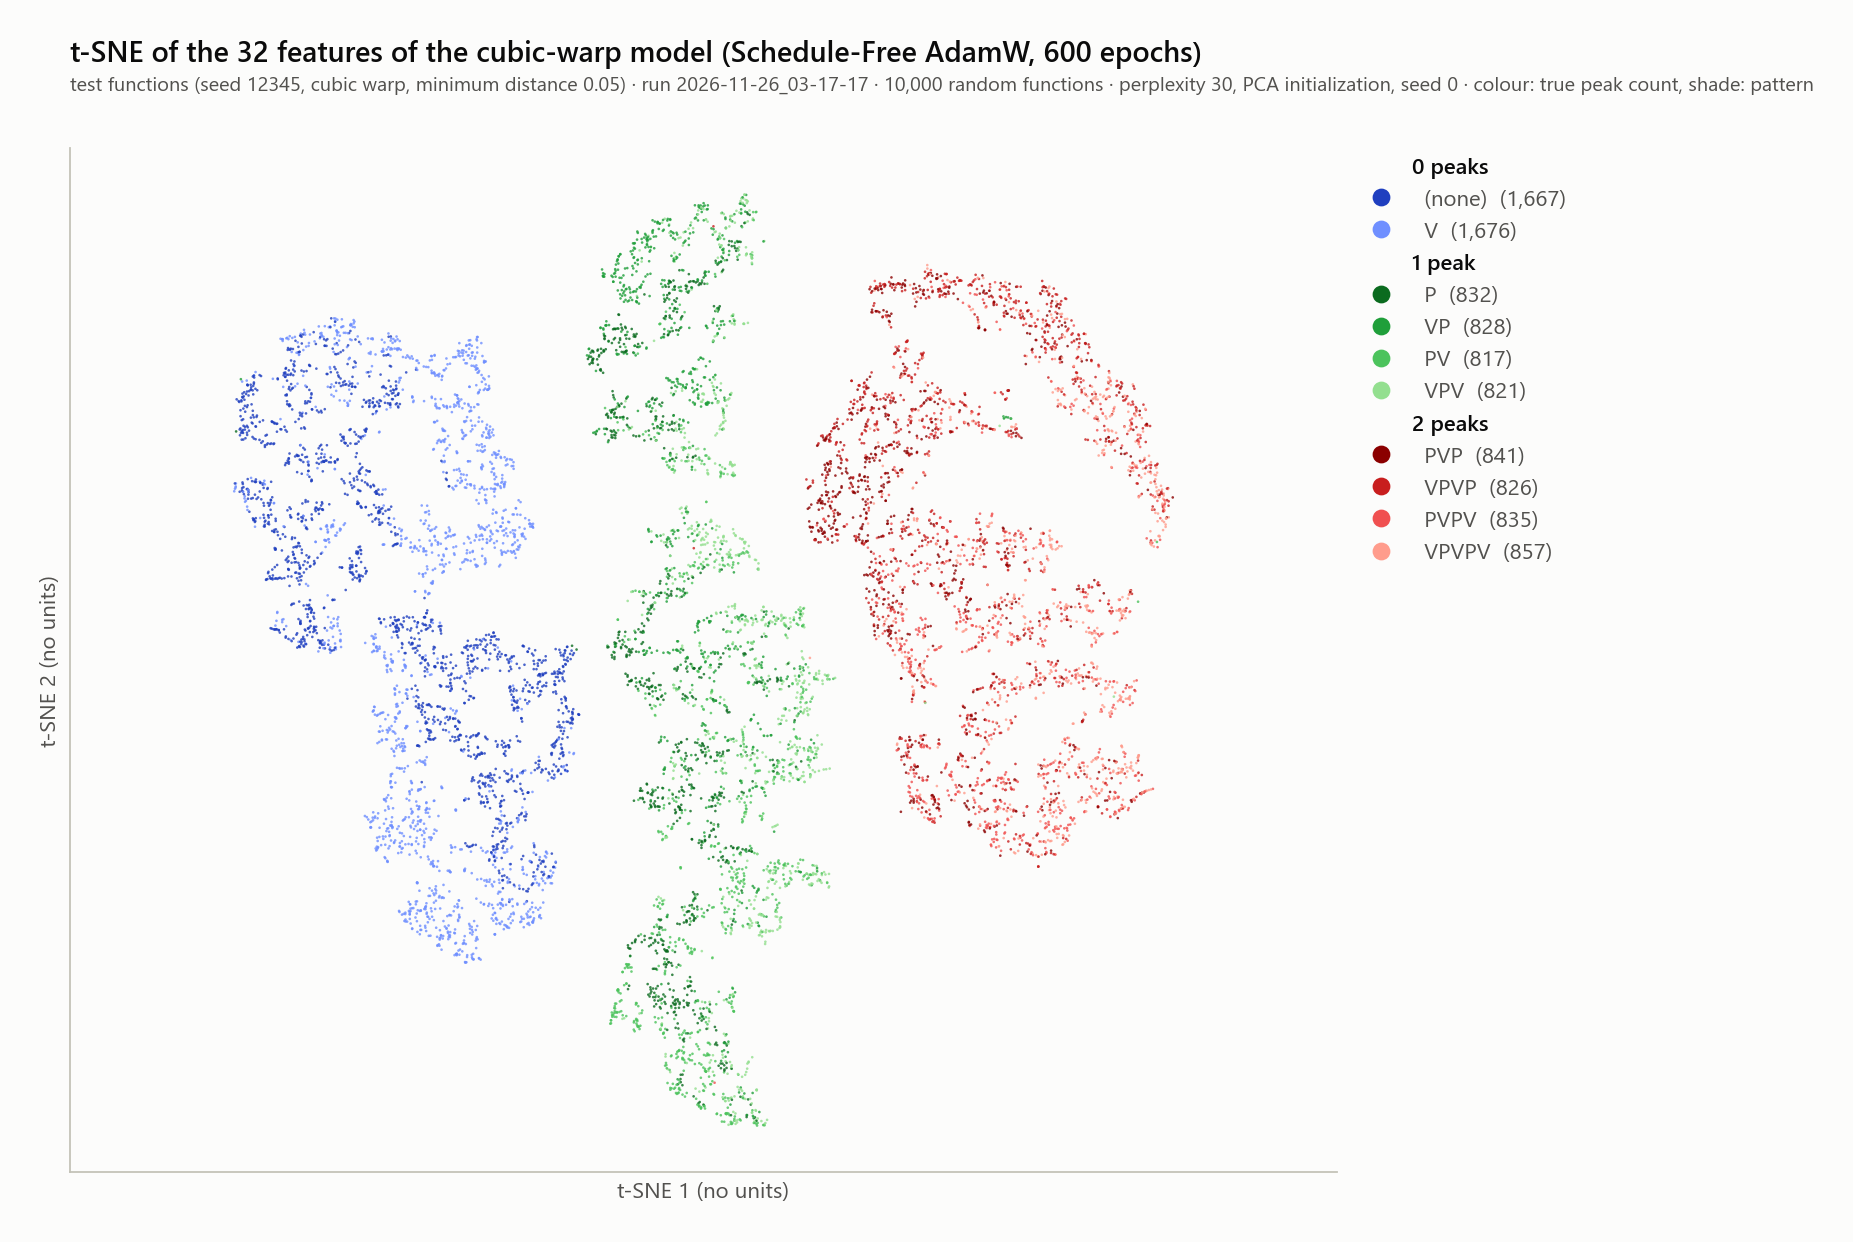 t-SNE of the 32 features of the cubic-warp model (Schedule-Free AdamW, 600 epochs)
test functions (seed 12345, cubic warp, minimum distance 0.05) · run 2026-11-26_03-17-17 · 10,000 random functions · perplexity 30, PCA initialization, seed 0 · colour: true peak count, shade: pattern
0 peaks
(none) (1,667)
V (1,676)
1 peak
P (832)
VP (828)
PV (817)
VPV (821)
2 peaks
PVP (841)
VPVP (826)
PVPV (835)
VPVPV (857)
t-SNE 2 (no units)
t-SNE 1 (no units)